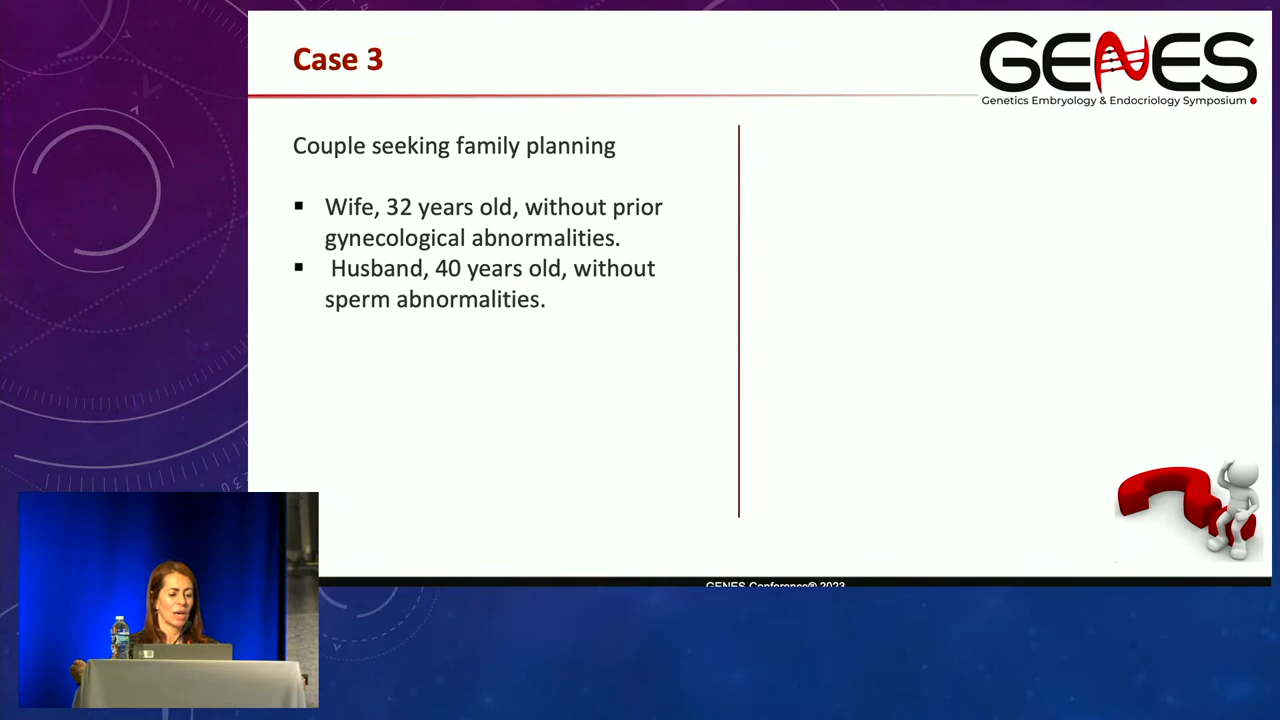 Case 3
GENES
Genetics Embryology & Endocriology Symposium
Couple seeking family planning
▪ Wife, 32 years old, without prior
gynecological abnormalities.
▪ Husband, 40 years old, without
sperm abnormalities.
GENES Conference® 2023